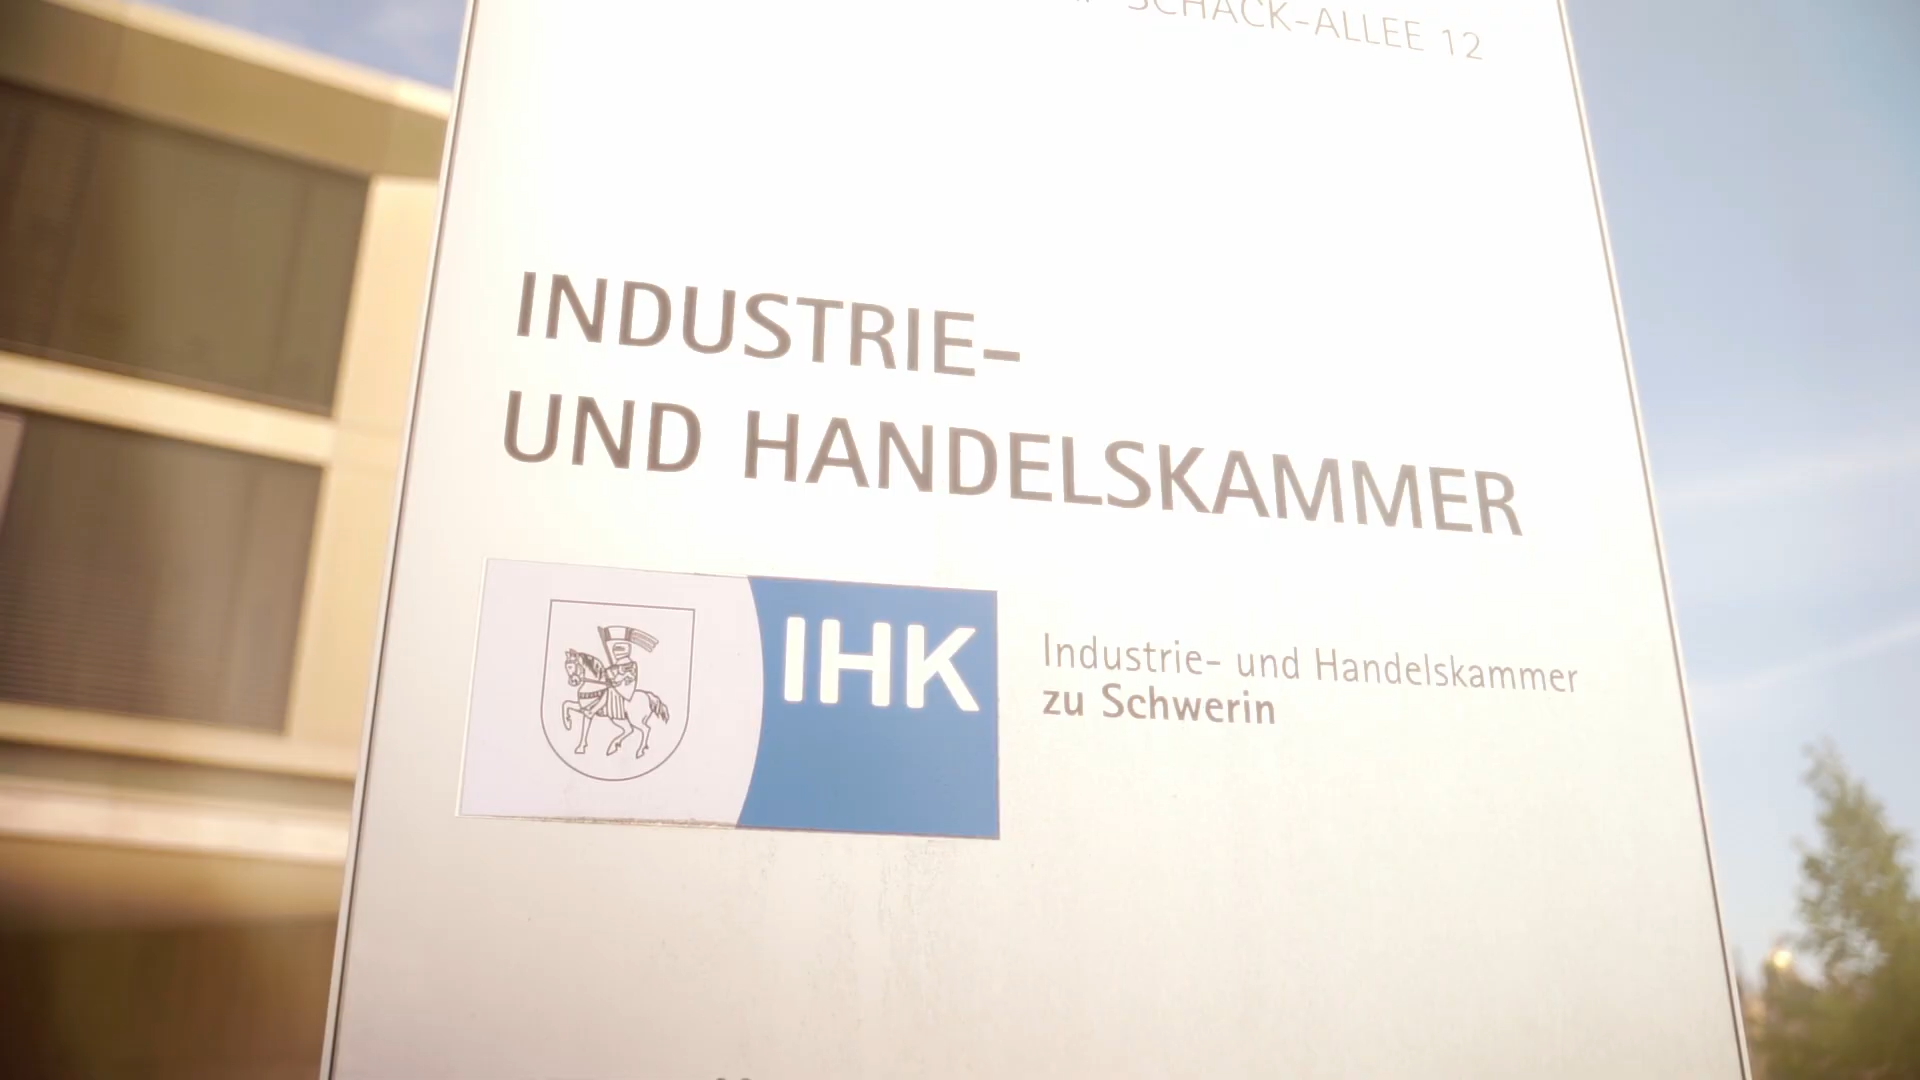 SCHACK-ALLEE 12
INDUSTRIE-
UND HANDELSKAMMER
IHK
Industrie- und Handelskammer
zu Schwerin